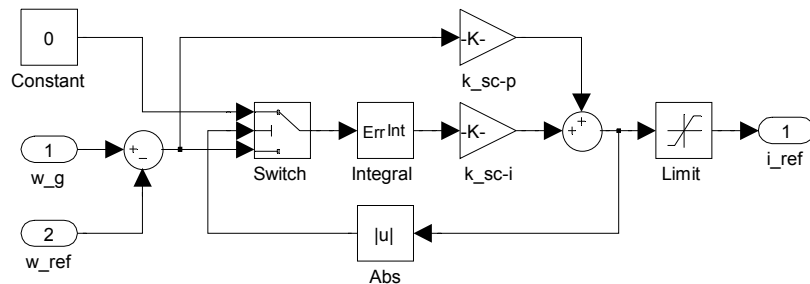 0
Constant
-K-
k_sc-p
1
w_g
+
−
Switch
Err Int
Integral
-K-
k_sc-i
+
+
Limit
1
i_ref
2
w_ref
|u|
Abs